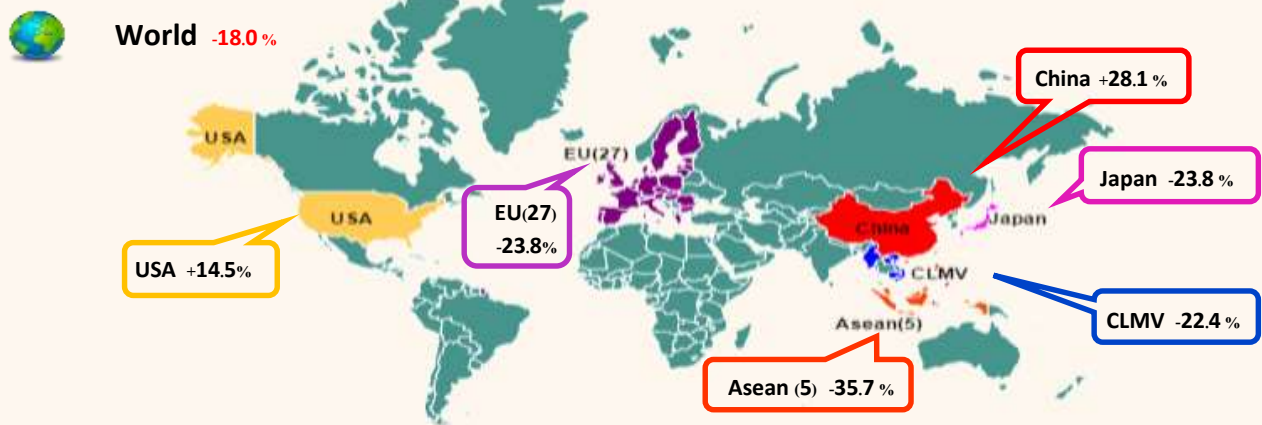 World -18.0 %
China +28.1 %
USA
EU(27)
Japan -23.8 %
EU(27)
-23.8%
USA
China
Japan
USA +14.5%
CLMV
CLMV -22.4 %
Asean(5)
Asean (5) -35.7 %